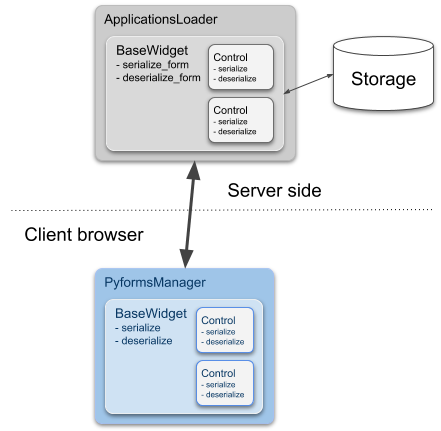 ApplicationsLoader
BaseWidget
- serialize_form
- deserialize_form
Control
- serialize
- deserialize
Control
- serialize
- deserialize
Storage
Server side
Client browser
PyformsManager
BaseWidget
- serialize
- deserialize
Control
- serialize
- deserialize
Control
- serialize
- deserialize